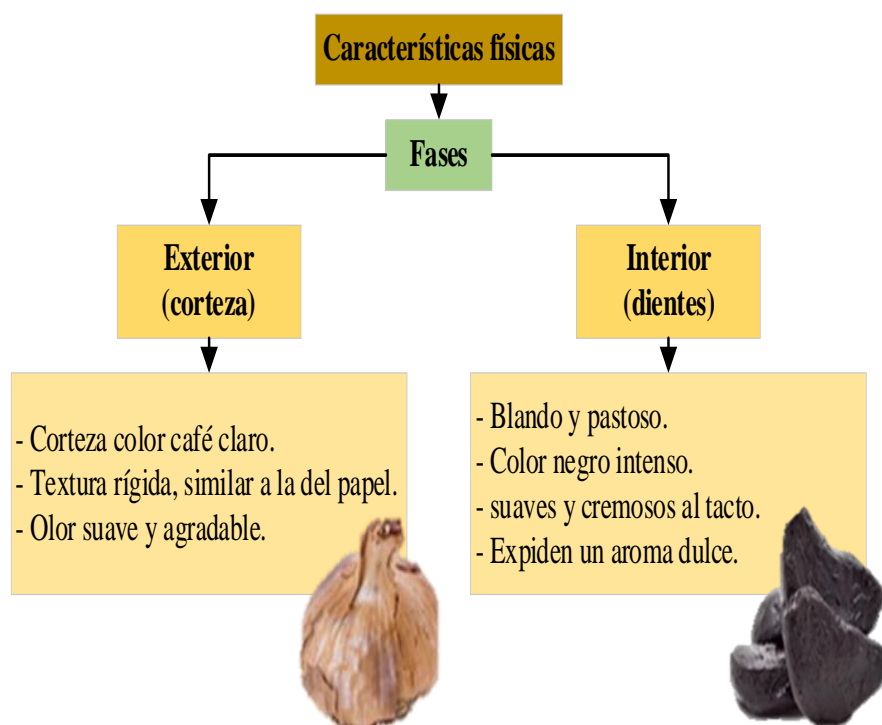 Características físicas
Fases
Exterior
(corteza)
- Corteza color café claro.
- Textura rígida, similar a la del papel.
- Olor suave y agradable.
Interior
(dientes)
- Blando y pastoso.
- Color negro intenso.
- suaves y cremosos al tacto.
- Expiden un aroma dulce.